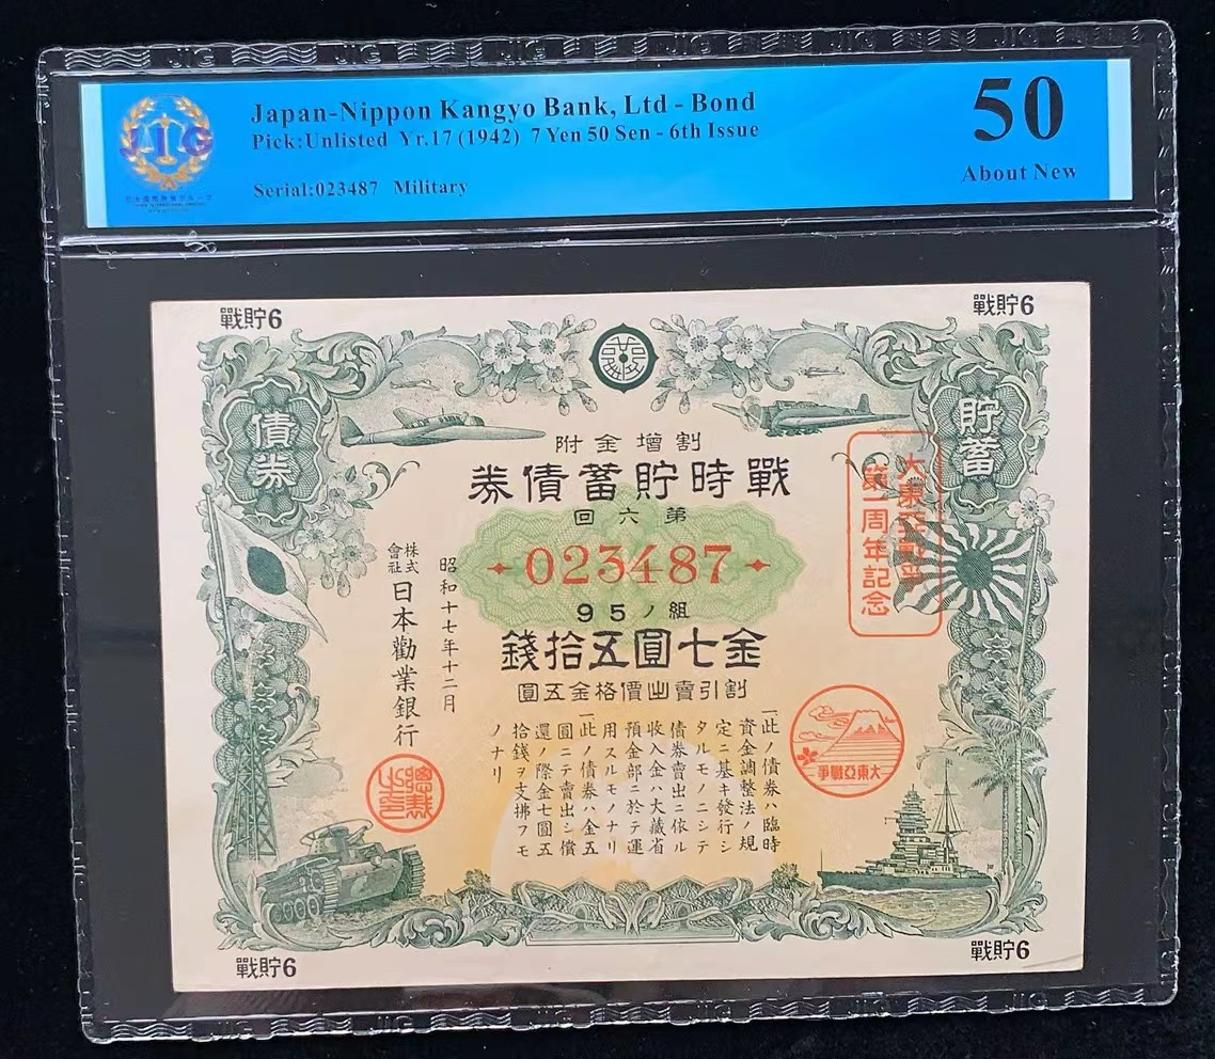 JIG
Japan-Nippon Kangyo Bank, Ltd - Bond
Pick:Unlisted Yr.17 (1942) 7 Yen 50 Sen - 6th Issue
Serial:023487 Military
50
About New
戰貯6
戰貯6
貯蓄
債券
割增金附
戰時貯蓄債券
第六回
023487
組ノ95
金七圓五拾錢
割引賣出價格金五圓
大東亞戰爭
第一周年記念
大東亞戰爭
一此ノ債券ハ臨時
資金調整法ノ規
定ニ基キ發行シ
タルモノニシテ
債券賣出ニ依ル
收入金ハ大藏省
預金部ニ於テ運
用スルモノナリ
一此ノ債券ハ金五
圓ニテ賣出シ償
還ノ際金七圓五
拾錢ヲ支拂フモ
ノナリ
昭和十七年十二月
株式會社日本勸業銀行
總裁之印
戰貯6
戰貯6